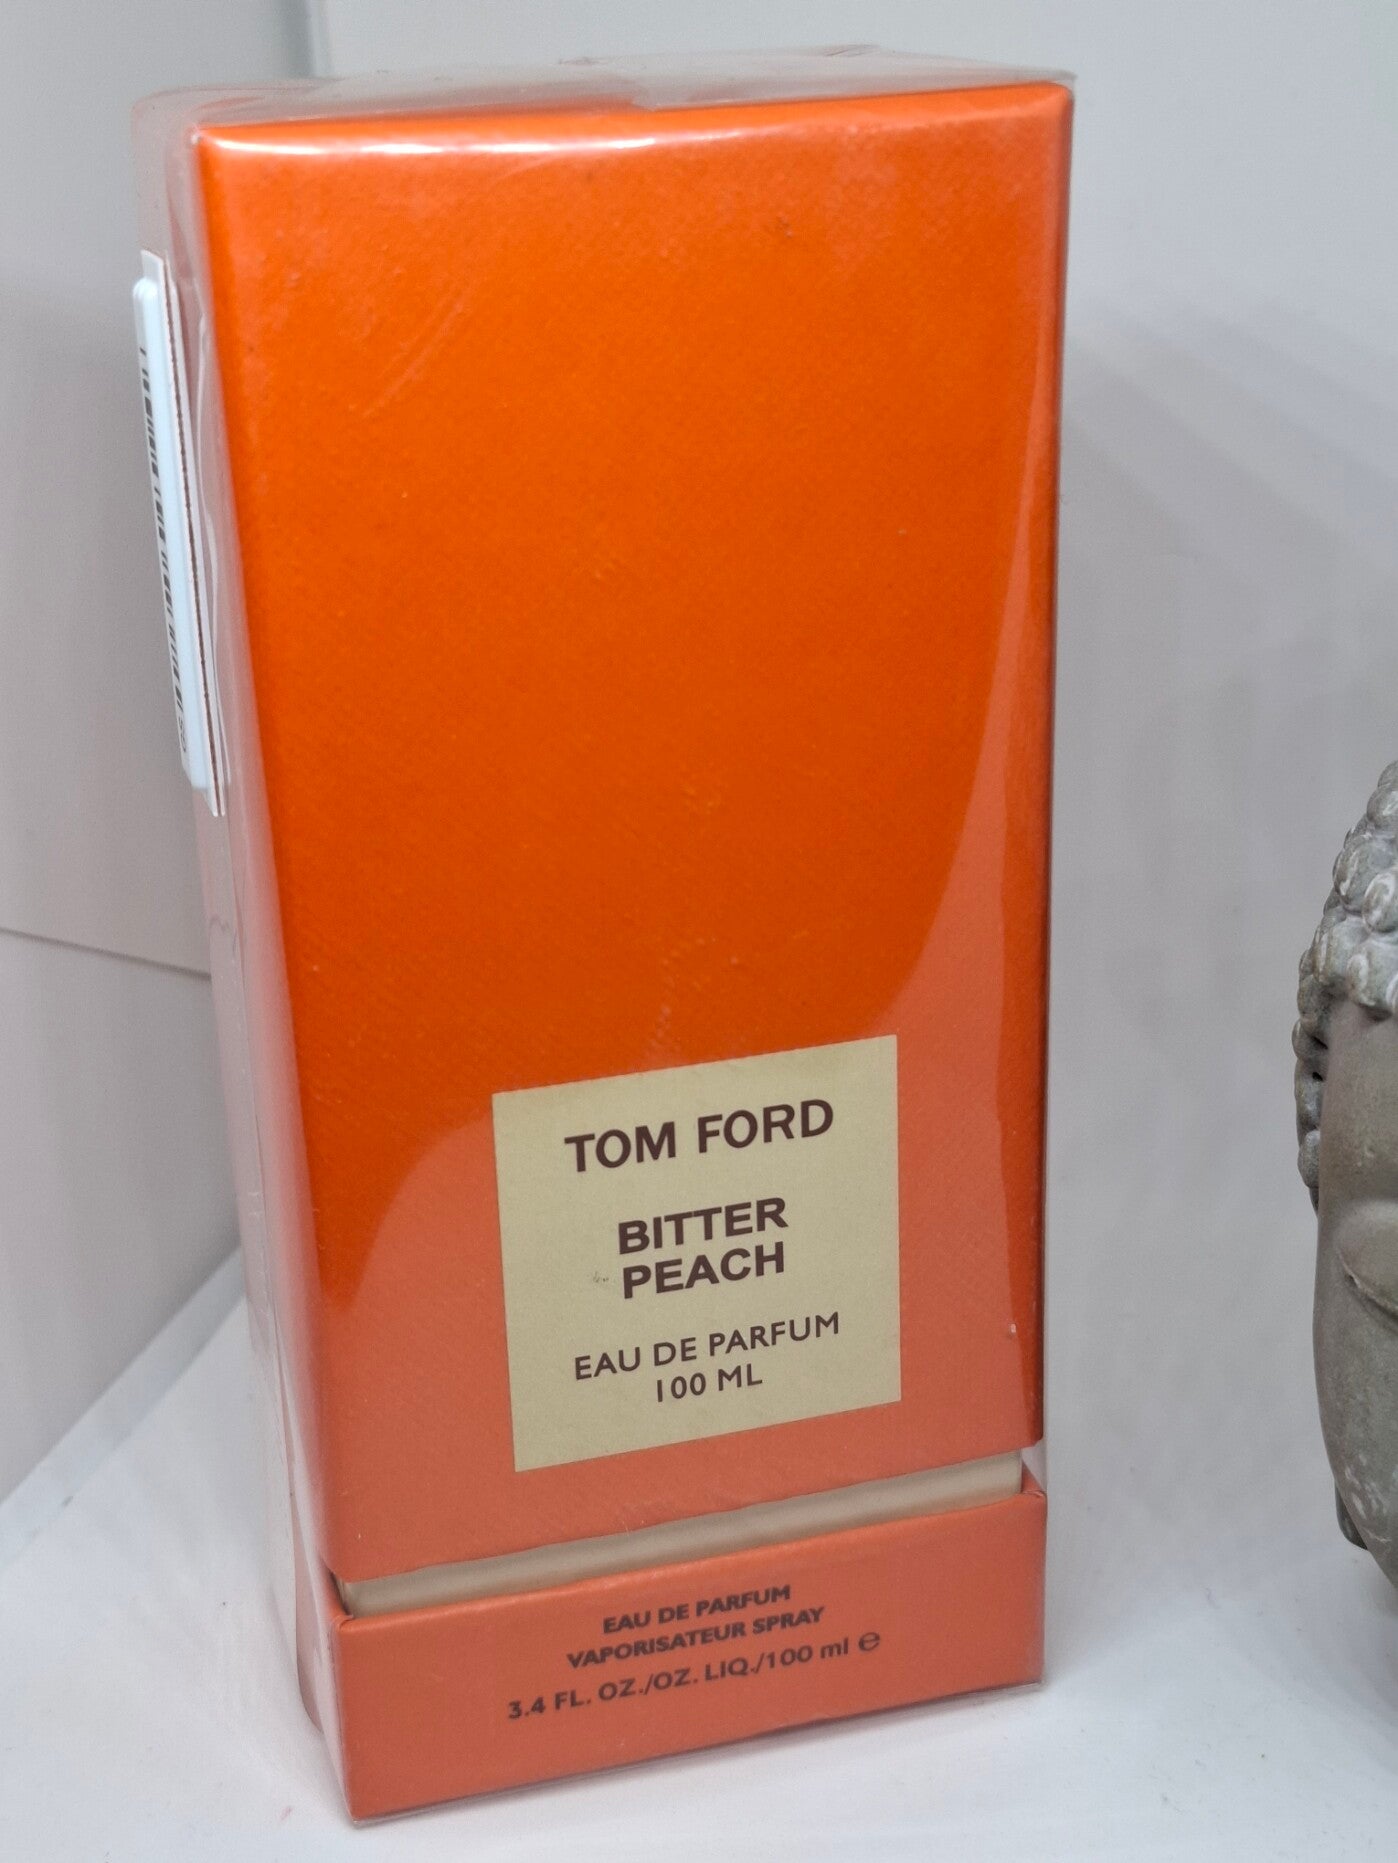 TOM FORD
BITTER
PEACH
EAU DE PARFUM
100 ML
EAU DE PARFUM
VAPORISATEUR SPRAY
3.4 FL. OZ./OZ. LIQ./100 ml ℮